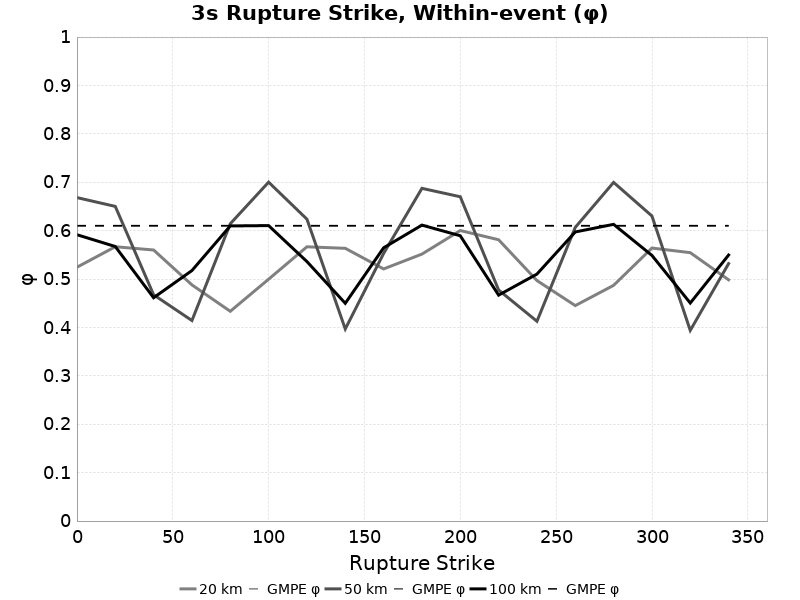 3s Rupture Strike, Within-event (φ)
1
0.9
0.8
0.7
0.6
0.5
0.4
0.3
0.2
0.1
0
φ
0 50 100 150 200 250 300 350
Rupture Strike
20 km GMPE φ 50 km GMPE φ 100 km GMPE φ